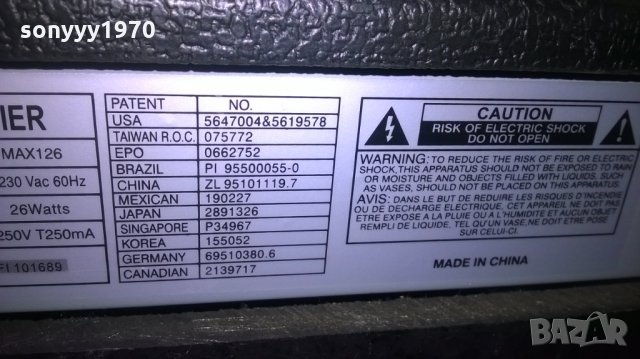 sonyyy1970
IER
MAX126
230 Vac 60Hz
26Watts
250V T250mA
101689
PATENT NO.
USA 5647004&5619578
TAIWAN R.O.C. 075772
EPO 0662752
BRAZIL PI 95500055-0
CHINA ZL 95101119.7
MEXICAN 190227
JAPAN 2891326
SINGAPORE P34967
KOREA 155052
GERMANY 69510380.6
CANADIAN 2139717
CAUTION
RISK OF ELECTRIC SHOCK
DO NOT OPEN
WARNING: TO REDUCE THE RISK OF FIRE OR ELECTRIC
SHOCK, THIS APPARATUS SHOULD NOT BE EXPOSED TO RAIN
OR MOISTURE AND OBJECTS FILLED WITH LIQUIDS, SUCH
AS VASES, SHOULD NOT BE PLACED ON THIS APPARATUS.
AVIS: DANS LE BUT DE REDUIRE LES RISQUES D'INCENDIE
OU DE DECHARGE ELECTRIQUE, CET APPAREIL NE DOIT PAS
ETRE EXPOSE A LA PLUIE OU A L'HUMIDITE ET AUCUN OBJET
REMPLI DE LIQUIDE, TEL QU'UN VASE, NE DOIT ETRE POSE
SUR CELUI-CI.
MADE IN CHINA
BAZAR